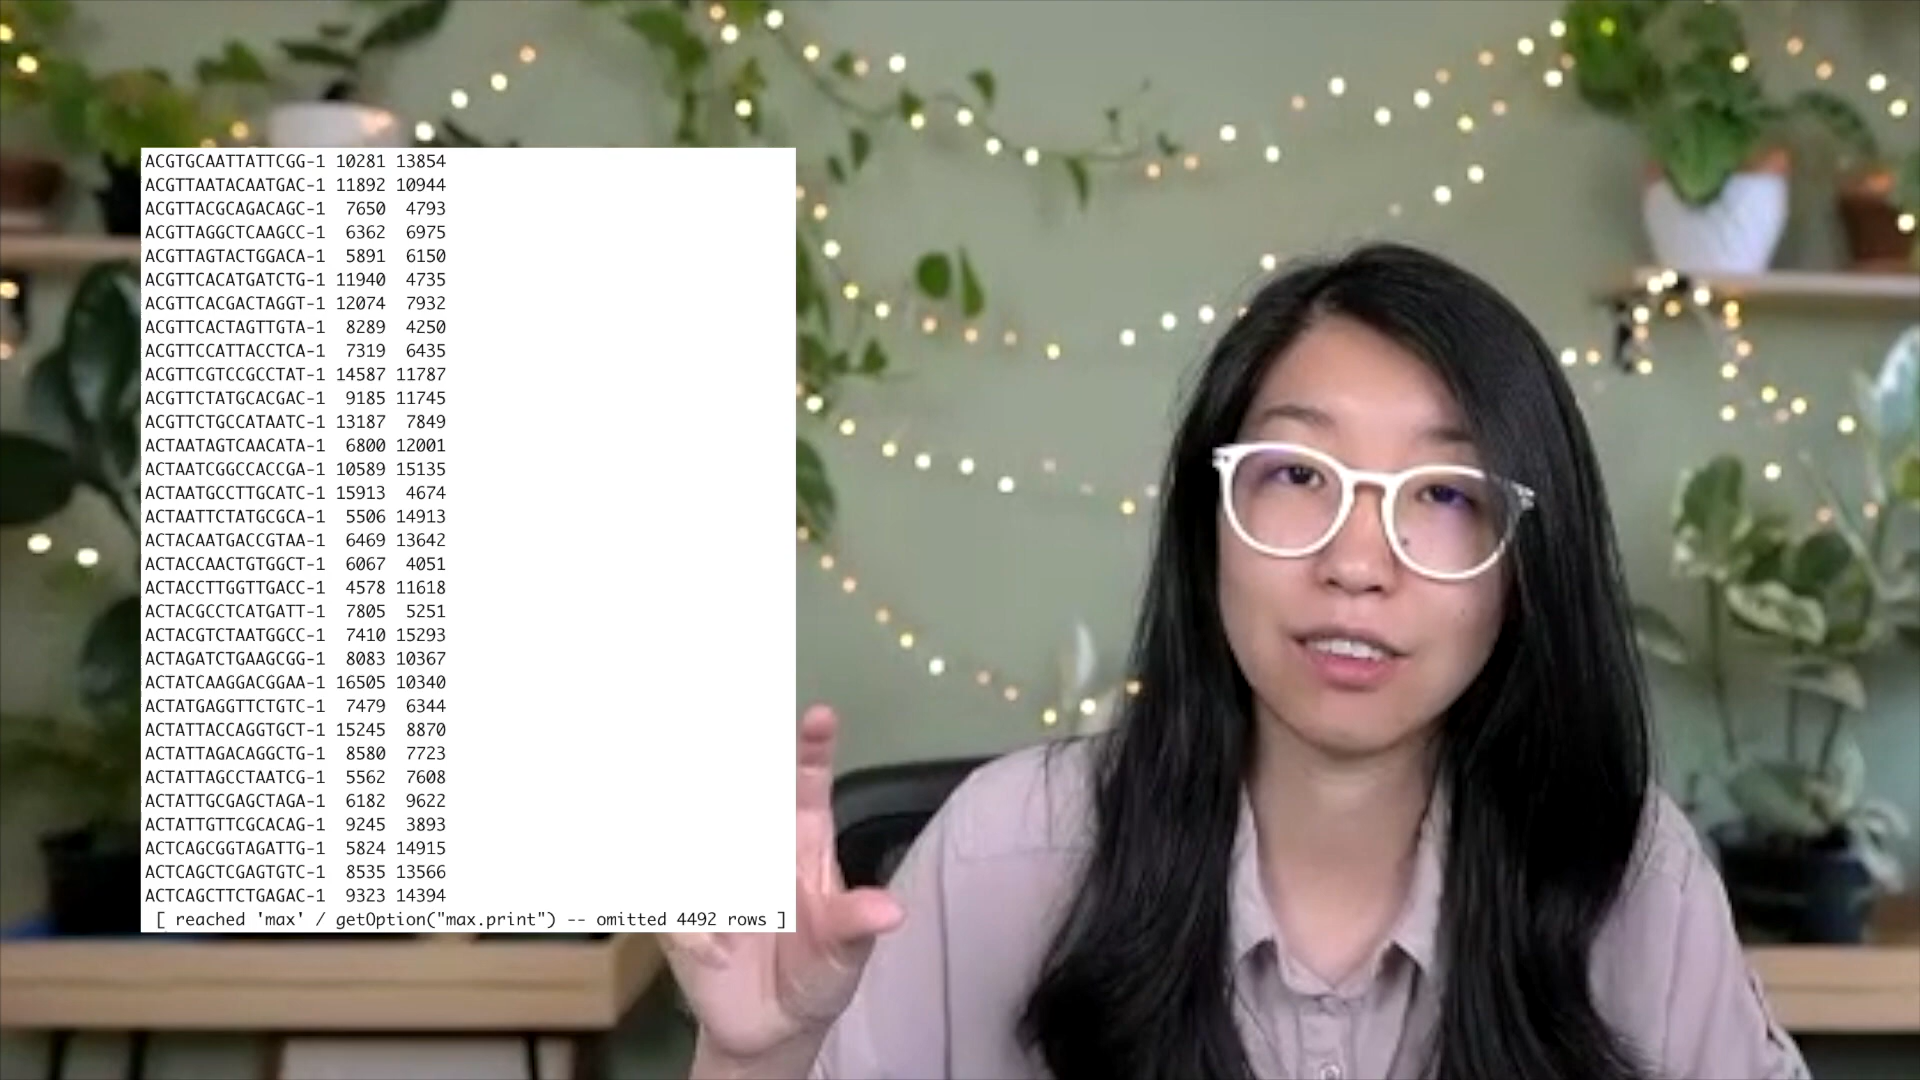 ACGTGCAATTATTCGG-1 10281 13854
ACGTTAATACAATGAC-1 11892 10944
ACGTTACGCAGACAGC-1 7650 4793
ACGTTAGGCTCAAGCC-1 6362 6975
ACGTTAGTACTGGACA-1 5891 6150
ACGTTCACATGATCTG-1 11940 4735
ACGTTCACGACTAGGT-1 12074 7932
ACGTTCACTAGTTGTA-1 8289 4250
ACGTTCCATTACCTCA-1 7319 6435
ACGTTCGTCCGCCTAT-1 14587 11787
ACGTTCTATGCACGAC-1 9185 11745
ACGTTCTGCCATAATC-1 13187 7849
ACTAATAGTCAACATA-1 6800 12001
ACTAATCGGCCACCGA-1 10589 15135
ACTAATGCCTTGCATC-1 15913 4674
ACTAATTCTATGCGCA-1 5506 14913
ACTACAATGACCGTAA-1 6469 13642
ACTACCAACTGTGGCT-1 6067 4051
ACTACCTTGGTTGACC-1 4578 11618
ACTACGCCTCATGATT-1 7805 5251
ACTACGTCTAATGGCC-1 7410 15293
ACTAGATCTGAAGCGG-1 8083 10367
ACTATCAAGGACGGAA-1 16505 10340
ACTATGAGGTTCTGTC-1 7479 6344
ACTATTACCAGGTGCT-1 15245 8870
ACTATTAGACAGGCTG-1 8580 7723
ACTATTAGCCTAATCG-1 5562 7608
ACTATTGCGAGCTAGA-1 6182 9622
ACTATTGTTCGCACAG-1 9245 3893
ACTCAGCGGTAGATTG-1 5824 14915
ACTCAGCTCGAGTGTC-1 8535 13566
ACTCAGCTTCTGAGAC-1 9323 14394
[ reached 'max' / getOption("max.print") -- omitted 4492 rows ]